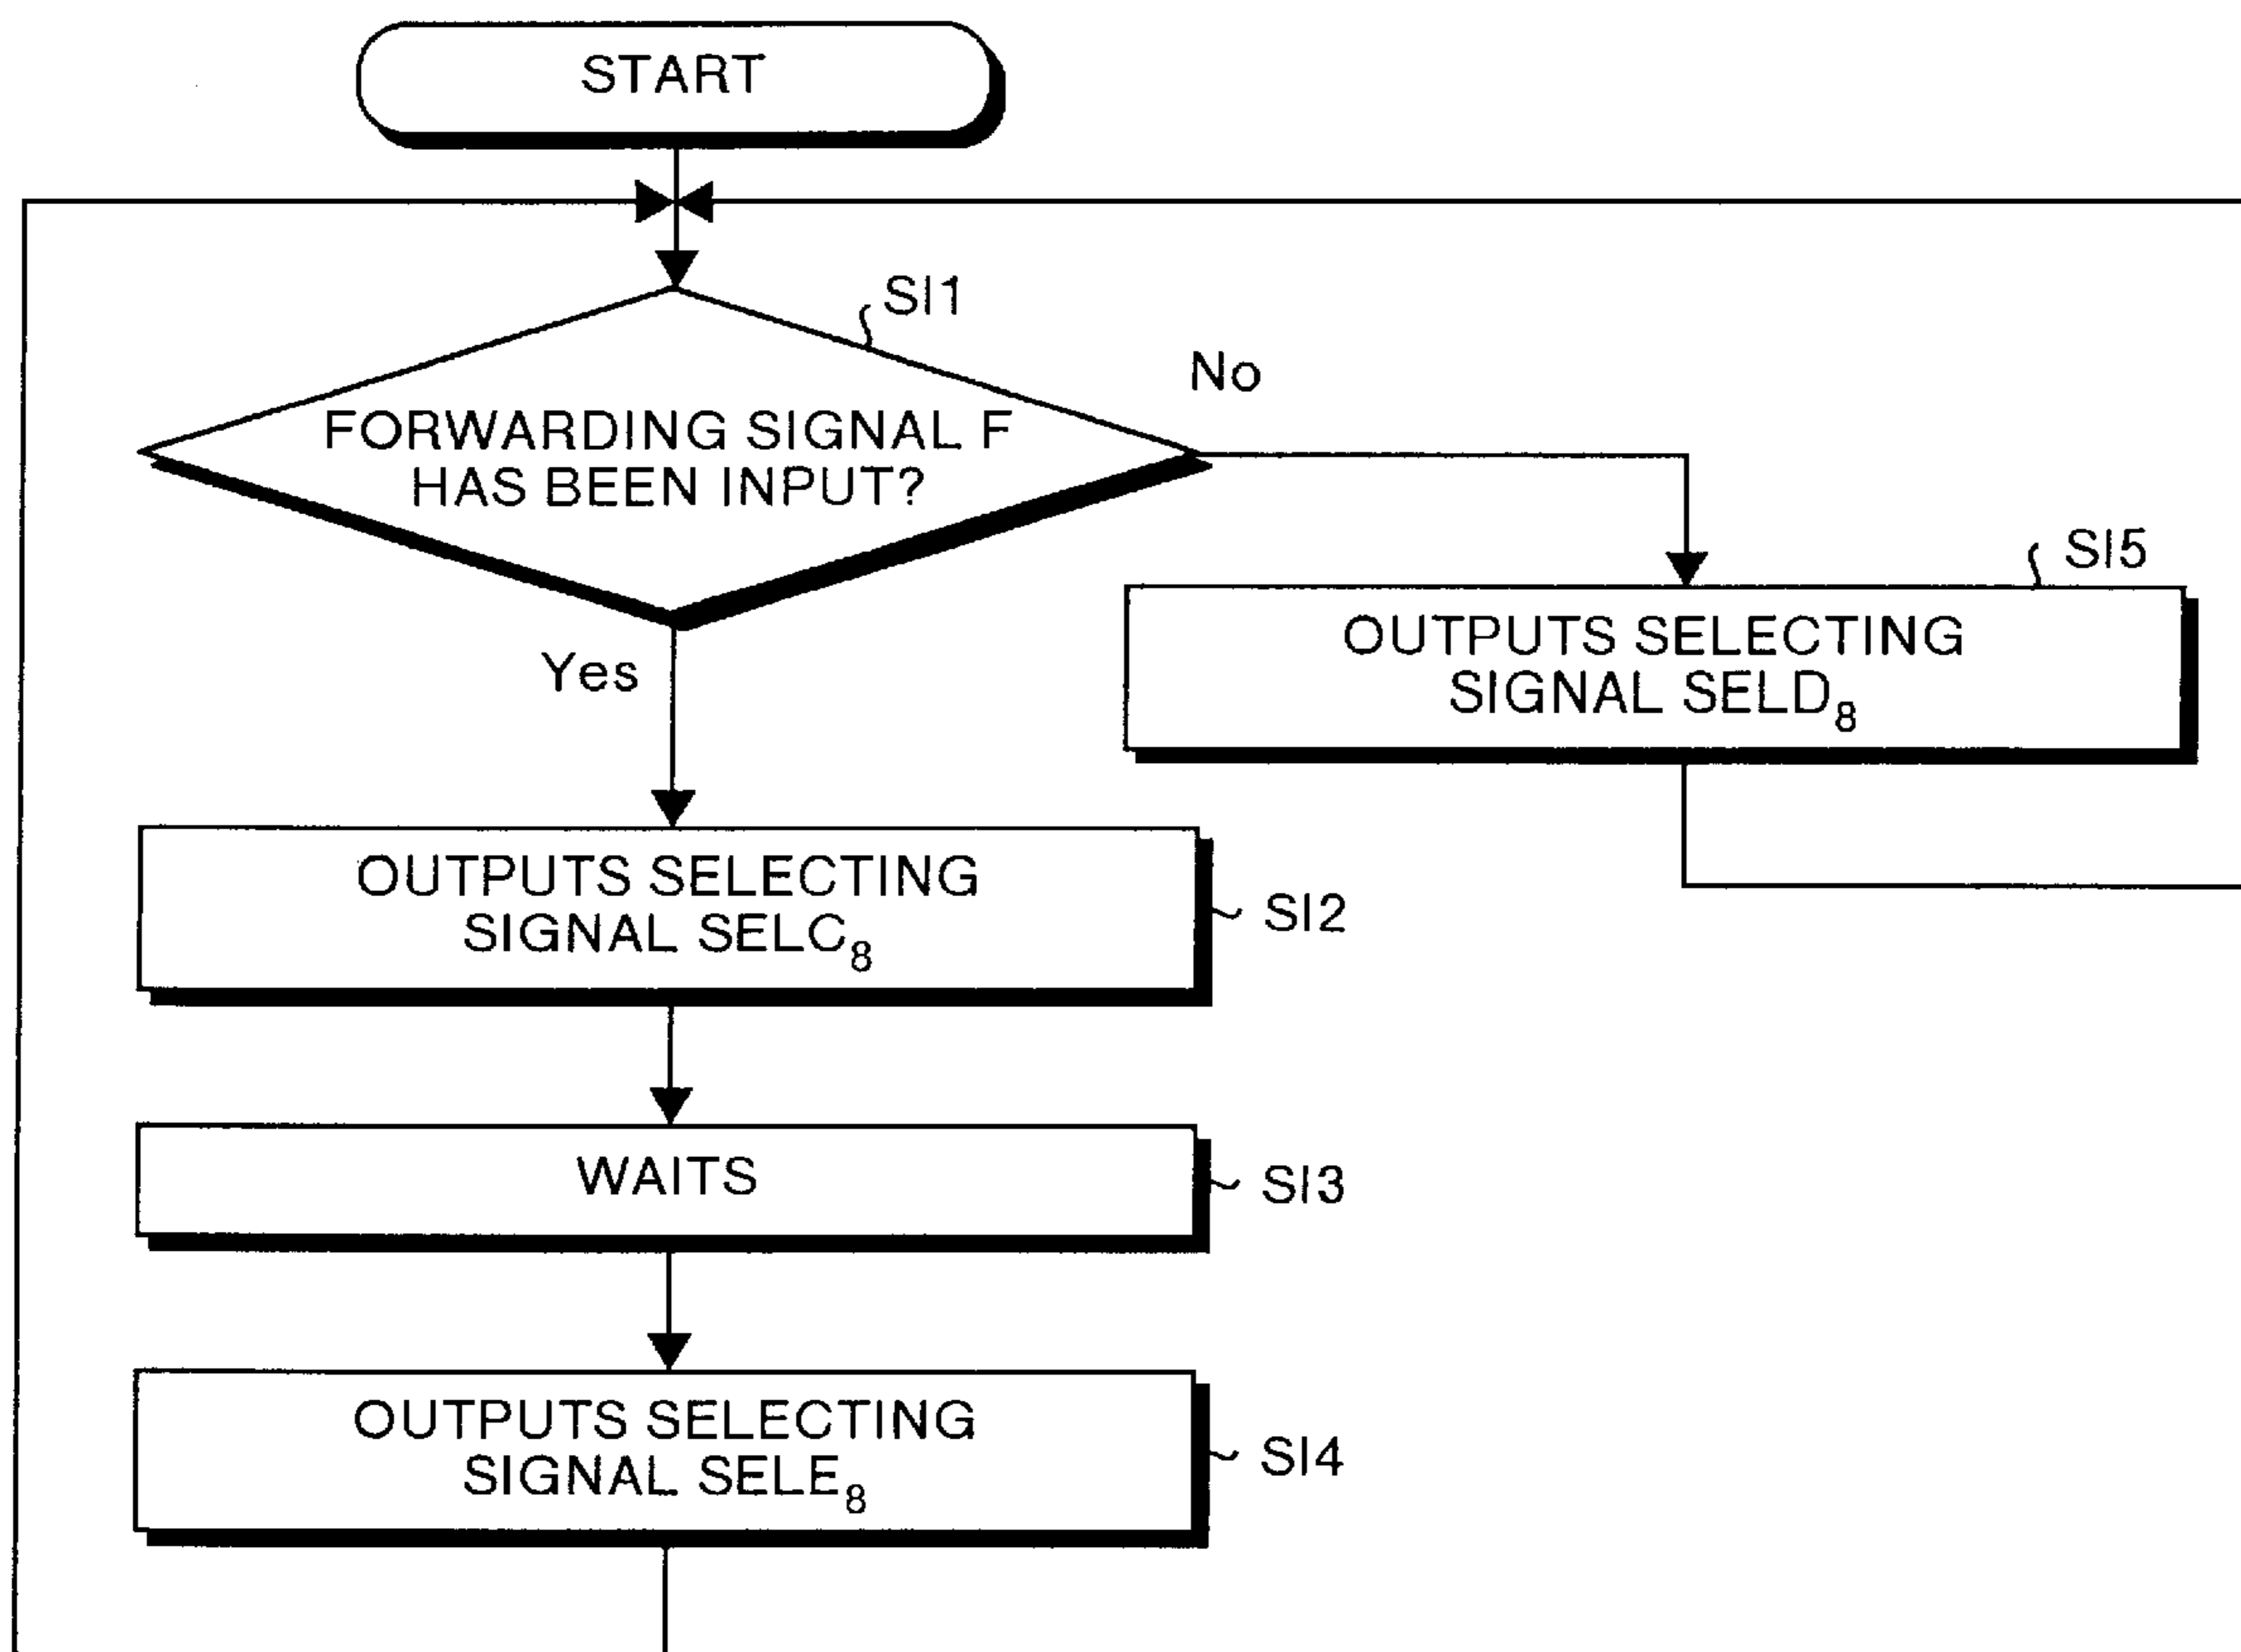 START
SI1
No
FORWARDING SIGNAL F
HAS BEEN INPUT?
Yes
SI5
OUTPUTS SELECTING
SIGNAL SELD₈
OUTPUTS SELECTING
SIGNAL SELC₈
SI2
WAITS
SI3
OUTPUTS SELECTING
SIGNAL SELE₈
SI4